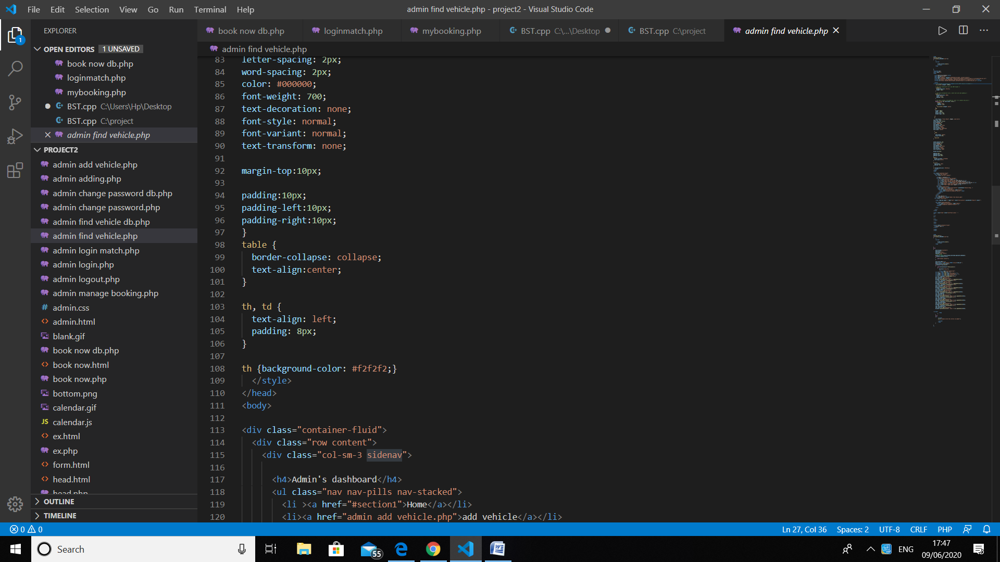 File Edit Selection View Go Run Terminal Help
admin find vehicle.php - project2 - Visual Studio Code
EXPLORER
OPEN EDITORS 1 UNSAVED
book now db.php
loginmatch.php
mybooking.php
BST.cpp C:\Users\Hp\Desktop
BST.cpp C:\project
admin find vehicle.php
PROJECT2
admin add vehicle.php
admin adding.php
admin change password db.php
admin change password.php
admin find vehicle db.php
admin find vehicle.php
admin login match.php
admin login.php
admin logout.php
admin manage booking.php
# admin.css
<> admin.html
blank.gif
book now db.php
<> book now.html
book now.php
bottom.png
calendar.gif
JS calendar.js
<> ex.html
ex.php
<> form.html
<> head.html
head.php
OUTLINE
TIMELINE
1
book now db.php loginmatch.php mybooking.php BST.cpp C:\...\Desktop BST.cpp C:\project admin find vehicle.php
admin find vehicle.php
83 letter-spacing: 2px;
84 word-spacing: 2px;
85 color: #000000;
86 font-weight: 700;
87 text-decoration: none;
88 font-style: normal;
89 font-variant: normal;
90 text-transform: none;
91
92 margin-top:10px;
93
94 padding:10px;
95 padding-left:10px;
96 padding-right:10px;
97 }
98 table {
99 border-collapse: collapse;
100 text-align:center;
101 }
102
103 th, td {
104 text-align: left;
105 padding: 8px;
106 }
107
108 th {background-color: #f2f2f2;}
109 </style>
110 </head>
111 <body>
112
113 <div class="container-fluid">
114 <div class="row content">
115 <div class="col-sm-3 sidenav">
116
117 <h4>Admin's dashboard</h4>
118 <ul class="nav nav-pills nav-stacked">
119 <li ><a href="#section1">Home</a></li>
120 <li><a href="admin add vehicle.php">add vehicle</a></li>
0 0
Ln 27, Col 36 Spaces: 2 UTF-8 CRLF PHP
Search
55
ENG
17:47
09/06/2020